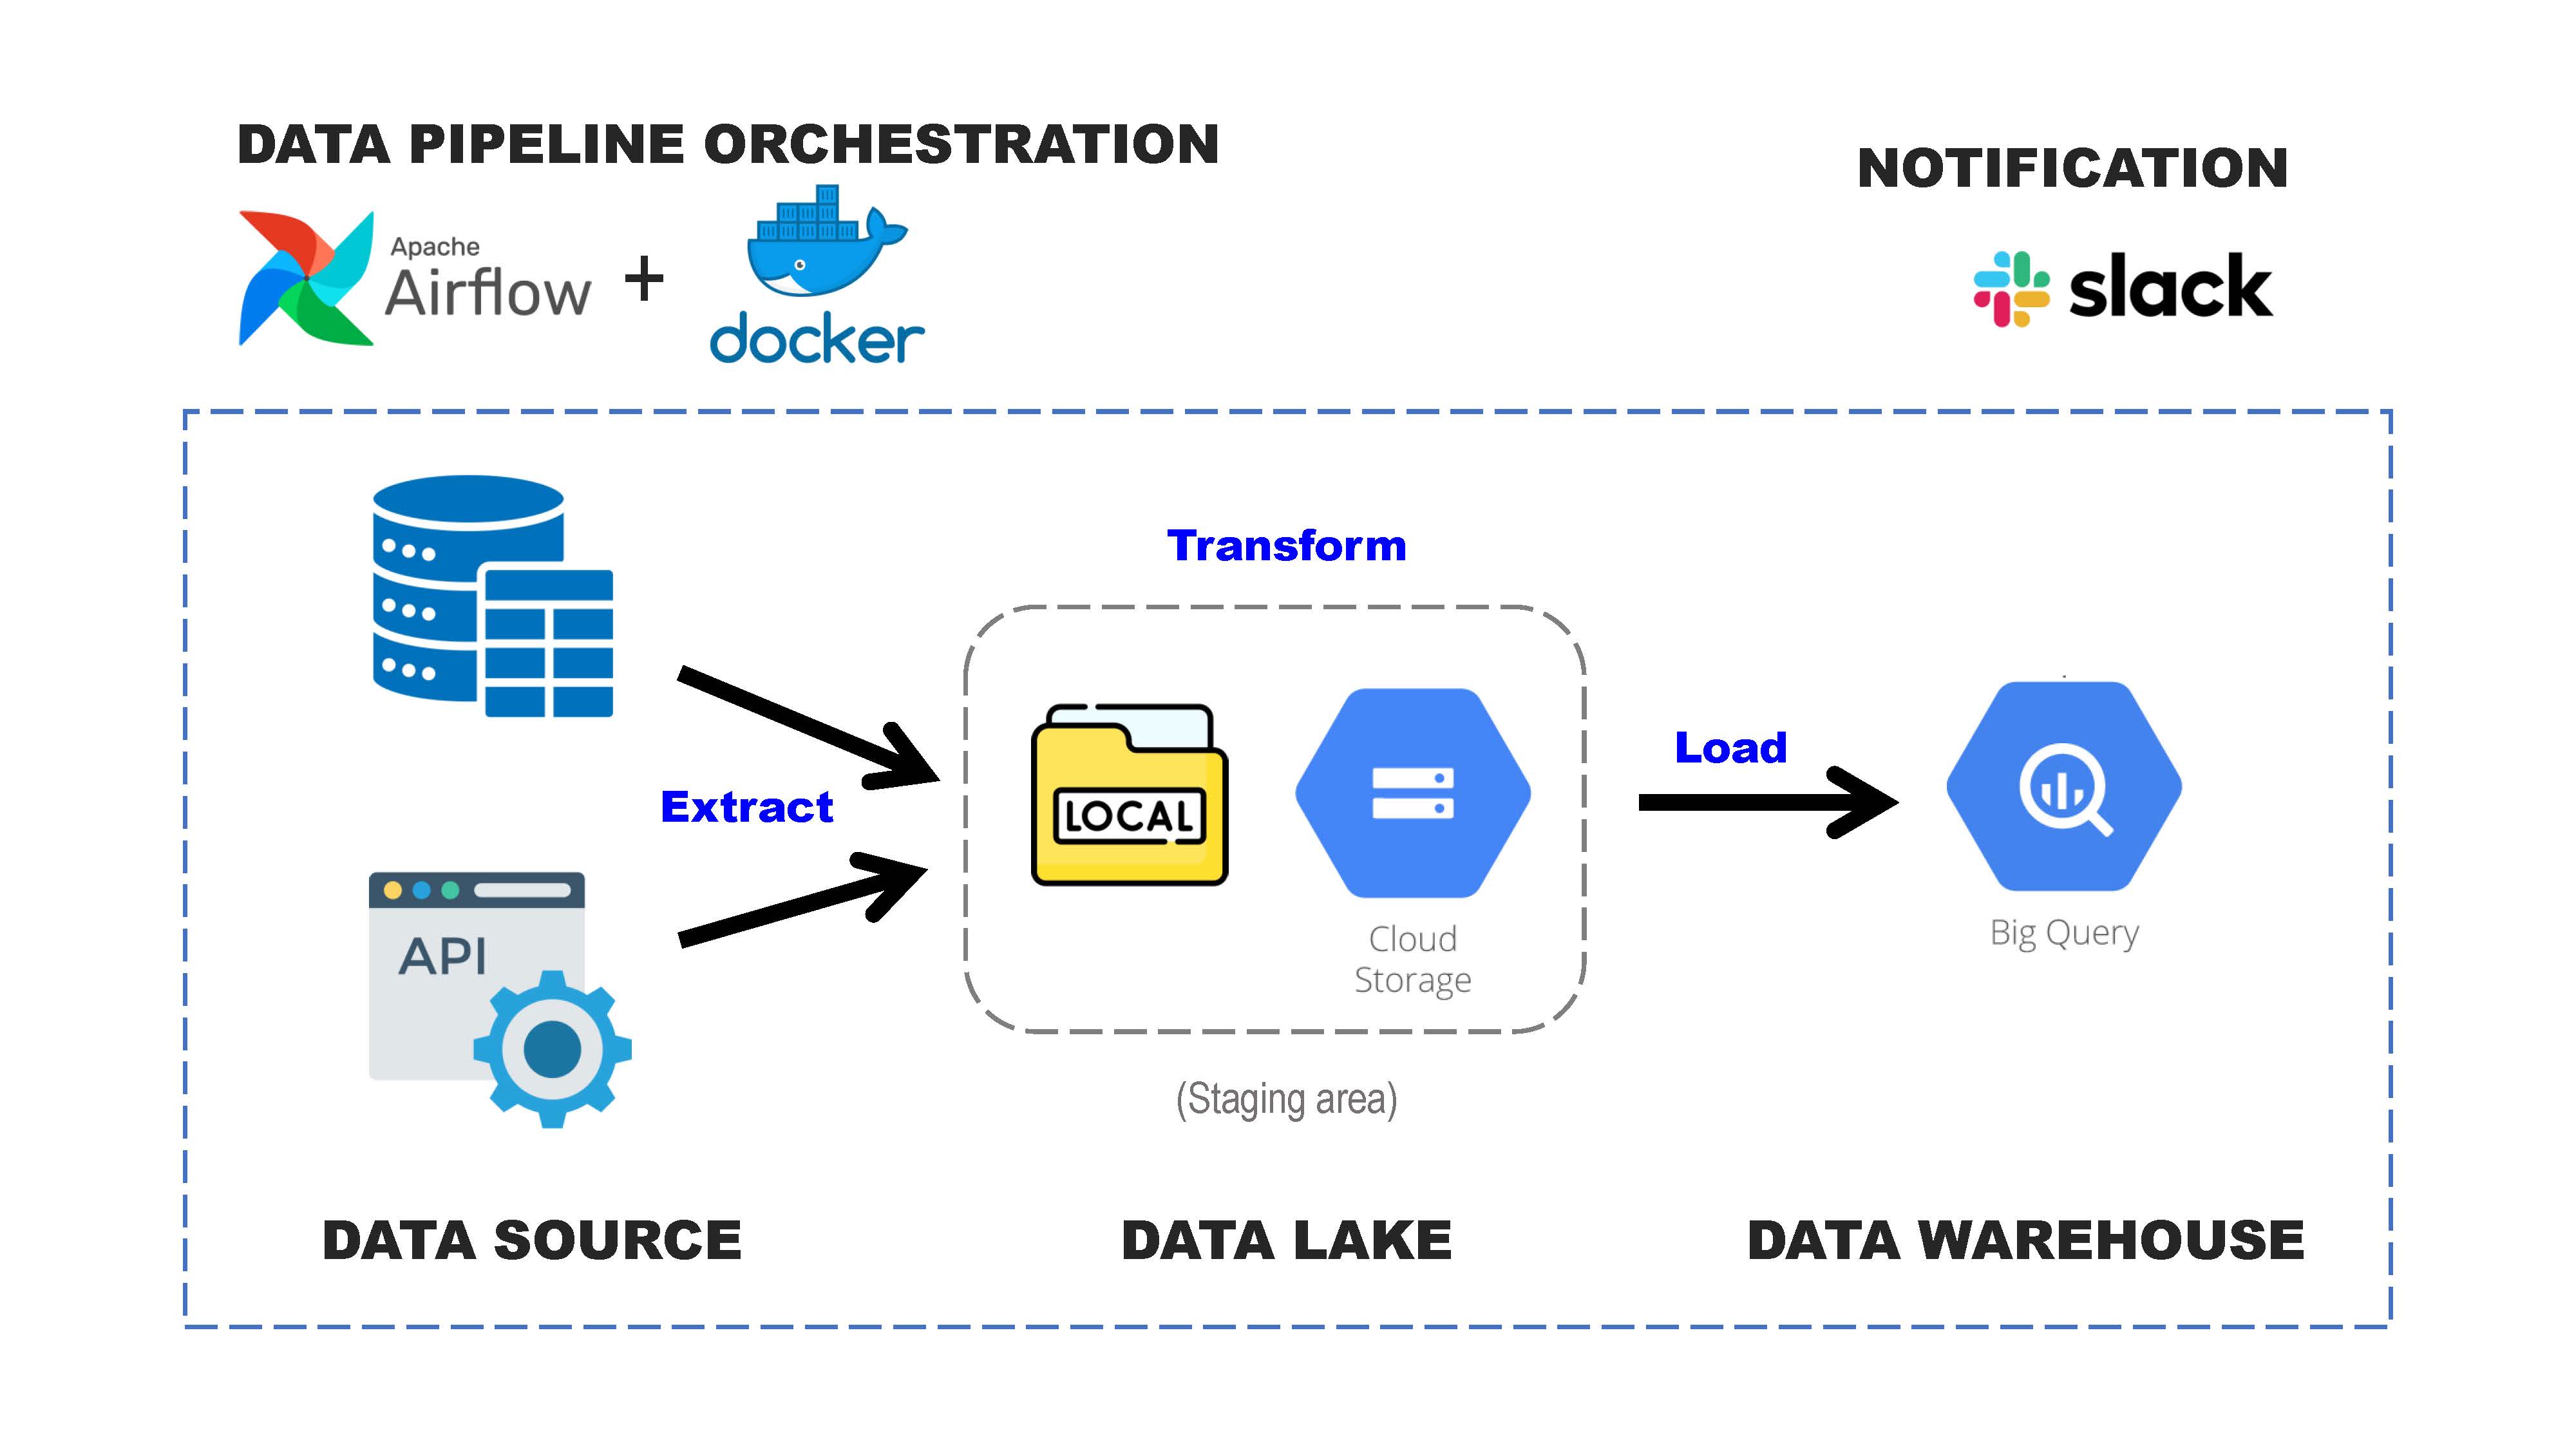 DATA PIPELINE ORCHESTRATION
NOTIFICATION
Apache
Airflow
+
docker
slack
Transform
LOCAL
Load
Extract
API
Cloud
Storage
Big Query
(Staging area)
DATA SOURCE
DATA LAKE
DATA WAREHOUSE